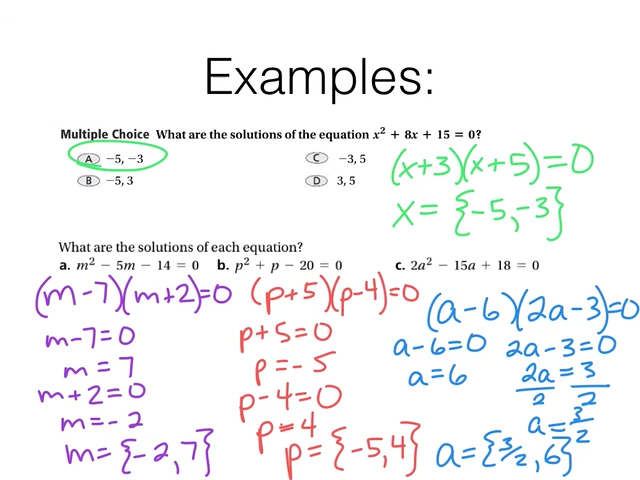 Examples:
Multiple Choice What are the solutions of the equation x² + 8x + 15 = 0?
A −5, −3
C −3, 5
B −5, 3
D 3, 5
(x+3)(x+5)=0
x= {-5,-3}
What are the solutions of each equation?
a. m² − 5m − 14 = 0 b. p² + p − 20 = 0 c. 2a² − 15a + 18 = 0
(m-7)(m+2)=0
m-7=0
m=7
m+2=0
m=-2
m={-2,7}
(p+5)(p-4)=0
p+5=0
p=-5
p-4=0
p=4
p={-5,4}
(a-6)(2a-3)=0
a-6=0 2a-3=0
a=6
2a=3
2 2
a=3/2
a={3/2,6}